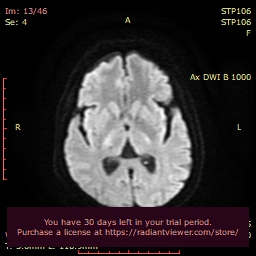 Im: 13/46
Se: 4
A
STP106
STP106
F
Ax DWI B 1000
R
L
You have 30 days left in your trial period.
Purchase a license at https://radiantviewer.com/store/